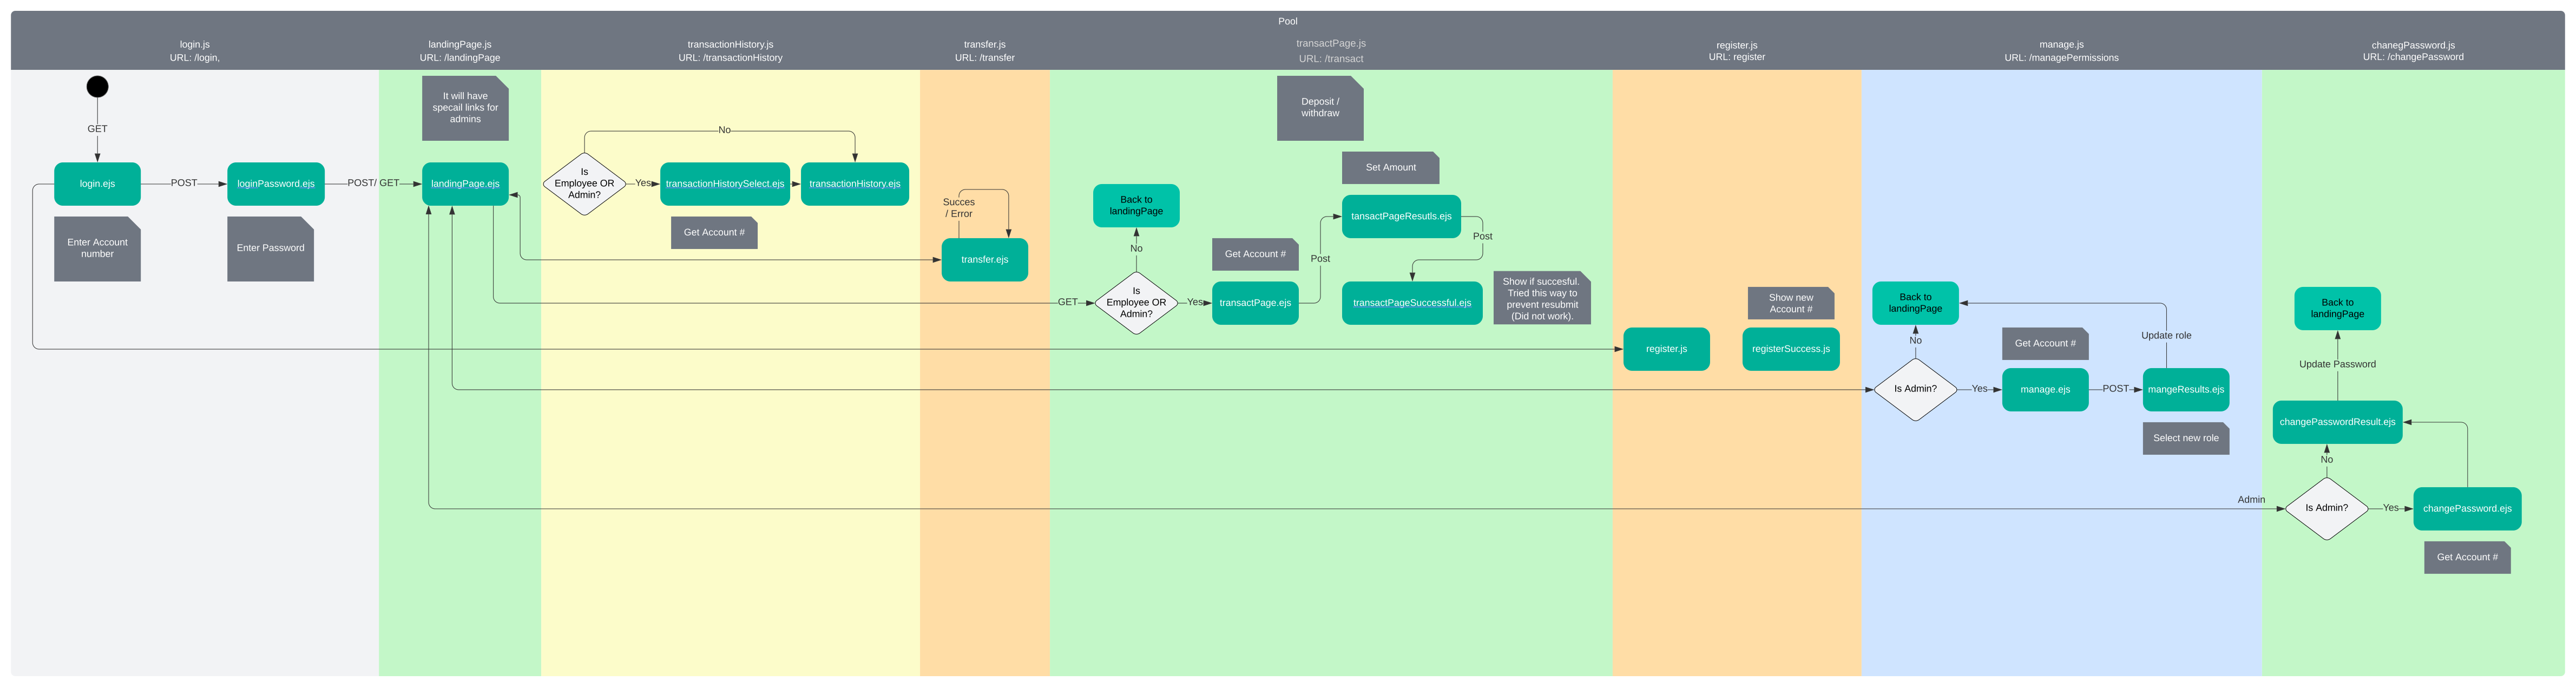 Pool
login.js
URL: /login,
landingPage.js
URL: /landingPage
transactionHistory.js
URL: /transactionHistory
transfer.js
URL: /transfer
transactPage.js
URL: /transact
register.js
URL: register
manage.js
URL: /managePermissions
chanegPassword.js
URL: /changePassword
GET
login.ejs
POST
loginPassword.ejs
POST/ GET
Enter Account
number
Enter Password
It will have
specail links for
admins
landingPage.ejs
No
Is
Employee OR
Admin?
Yes
transactionHistorySelect.ejs
transactionHistory.ejs
Get Account #
Succes
/ Error
transfer.ejs
Deposit /
withdraw
Set Amount
Back to
landingPage
tansactPageResutls.ejs
No
Get Account #
Post
Post
GET
Is
Employee OR
Admin?
Yes
transactPage.ejs
transactPageSuccessful.ejs
Show if succesful.
Tried this way to
prevent resubmit
(Did not work).
Show new
Account #
register.js
registerSuccess.js
Back to
landingPage
No
Get Account #
Update role
Is Admin?
Yes
manage.ejs
POST
mangeResults.ejs
Select new role
Back to
landingPage
Update Password
changePasswordResult.ejs
No
Admin
Is Admin?
Yes
changePassword.ejs
Get Account #